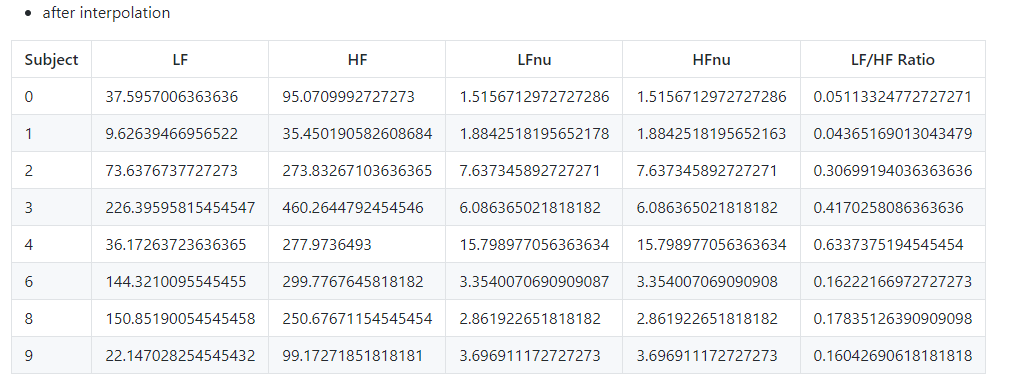 • after interpolation
Subject LF HF LFnu HFnu LF/HF Ratio
0 37.5957006363636 95.0709992727273 1.5156712972727286 1.5156712972727286 0.05113324772727271
1 9.62639466956522 35.450190582608684 1.8842518195652178 1.8842518195652163 0.04365169013043479
2 73.6376737727273 273.83267103636365 7.637345892727271 7.637345892727271 0.30699194036363636
3 226.39595815454547 460.2644792454546 6.086365021818182 6.086365021818182 0.4170258086363636
4 36.17263723636365 277.9736493 15.798977056363634 15.798977056363634 0.6337375194545454
6 144.3210095545455 299.7767645818182 3.3540070690909087 3.354007069090908 0.16222166972727273
8 150.85190054545458 250.67671154545454 2.861922651818182 2.861922651818182 0.17835126390909098
9 22.147028254545432 99.17271851818181 3.696911172727273 3.696911172727273 0.16042690618181818